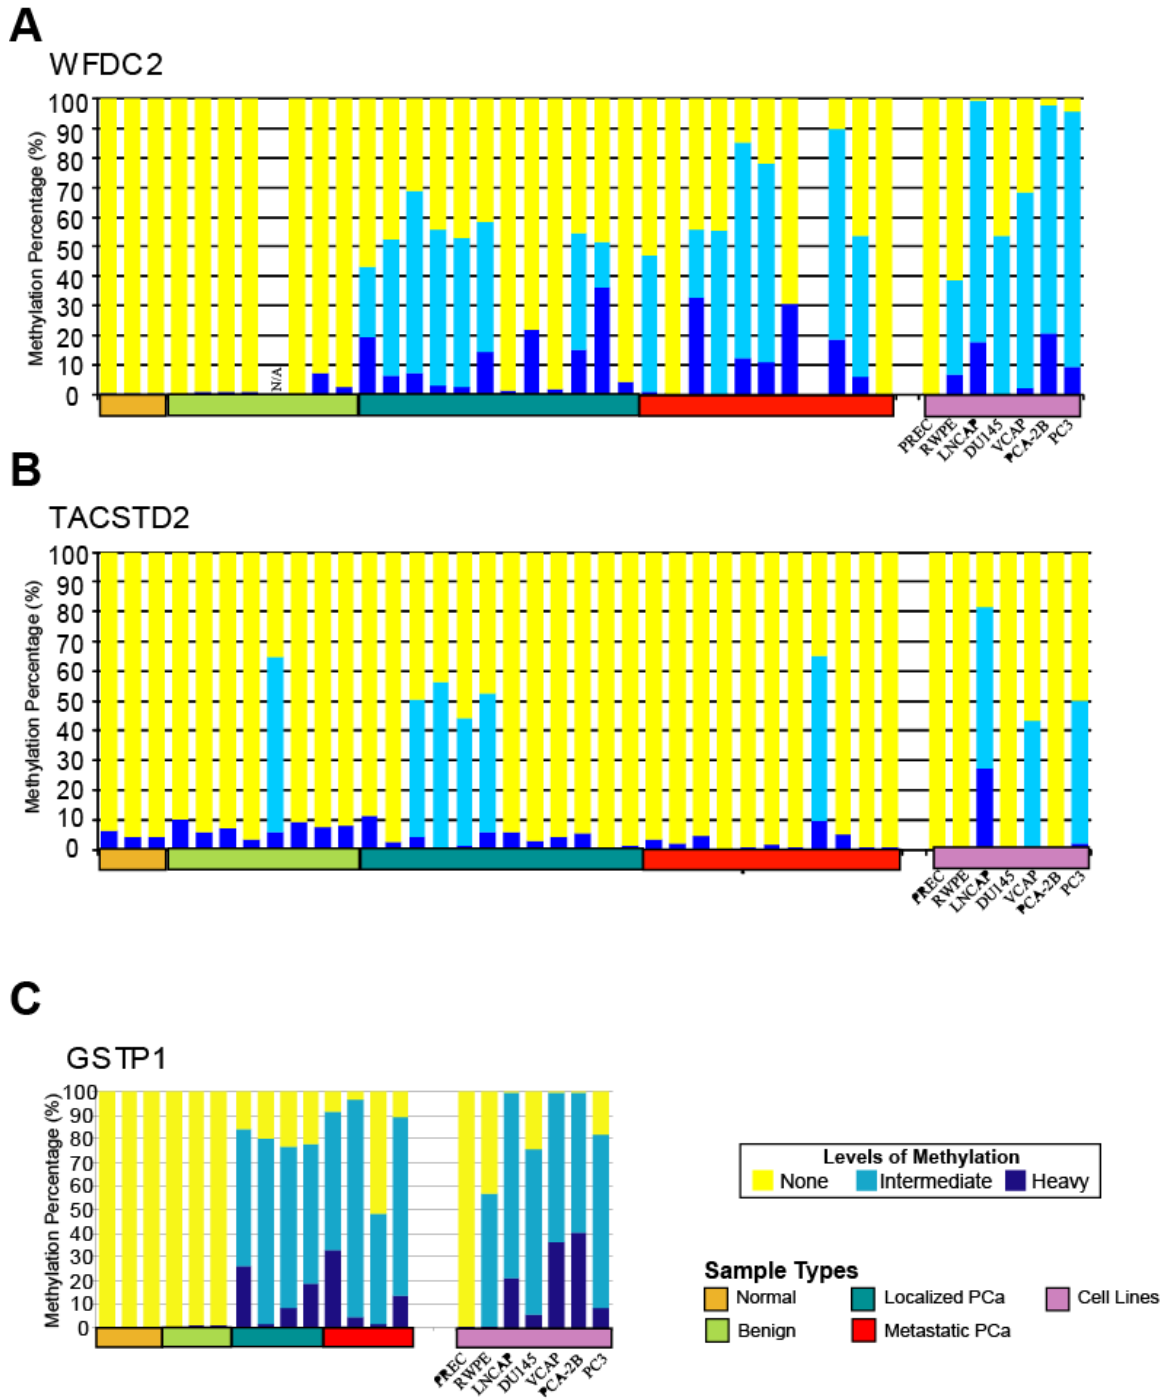 A
WFDC2
Methylation Percentage (%)
100
90
80
70
60
50
40
30
20
10
0
N/A
PREC
RWPE
LNCAP
DU145
VCAP
PCA-2B
PC3
B
TACSTD2
Methylation Percentage (%)
100
90
80
70
60
50
40
30
20
10
0
PREC
RWPE
LNCAP
DU145
VCAP
PCA-2B
PC3
C
GSTP1
Methylation Percentage (%)
100
90
80
70
60
50
40
30
20
10
0
PREC
RWPE
LNCAP
DU145
VCAP
PCA-2B
PC3
Levels of Methylation
None Intermediate Heavy
Sample Types
Normal Localized PCa Cell Lines
Benign Metastatic PCa